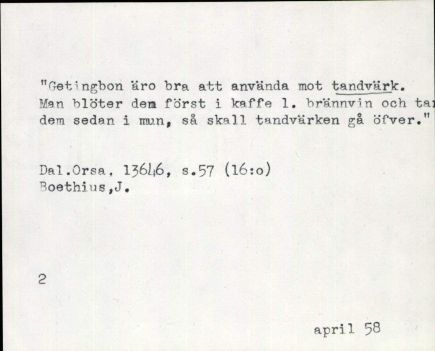 "Getingbon äro bra att använda mot tandvärk.
Man blöter dem först i kaffe l. brännvin och
dem sedan i mun, så skall tandvärken gå öfver."
Dal.Orsa, 13646, s.57 (16:o)
Boethius,J.
2
april 58